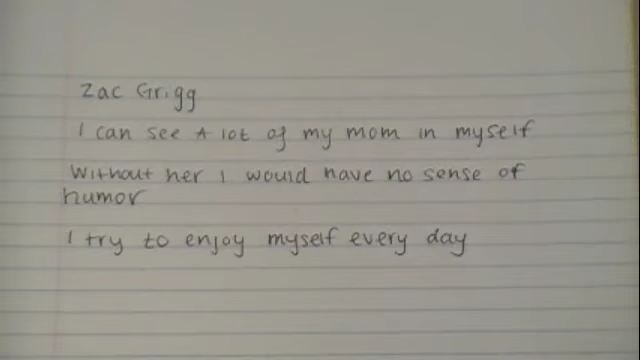 Zac Grigg
I can see a lot of my mom in myself
Without her I would have no sense of
humor
I try to enjoy myself every day